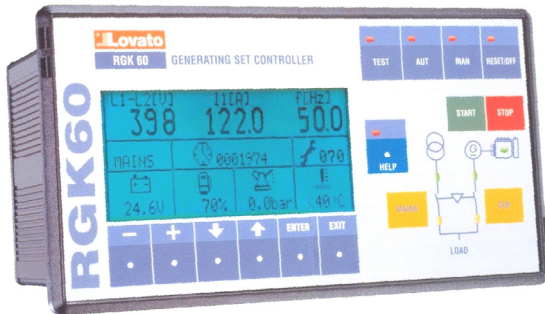 Lovato
RGK 60 GENERATING SET CONTROLLER
RGK60
TEST AUT MAN RESET/OFF
L1-L2[V] I1[A] f[Hz]
398 122.0 50.0
MAINS 0001974 070
24.6V 70% 0.0bar 40°C
START STOP
HELP
G
MAINS
LOAD
- + ENTER EXIT